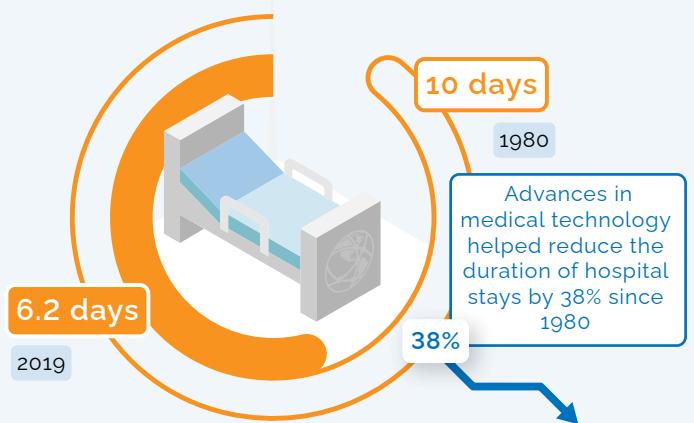 10 days
1980
Advances in
medical technology
helped reduce the
duration of hospital
stays by 38% since
1980
6.2 days
2019
38%